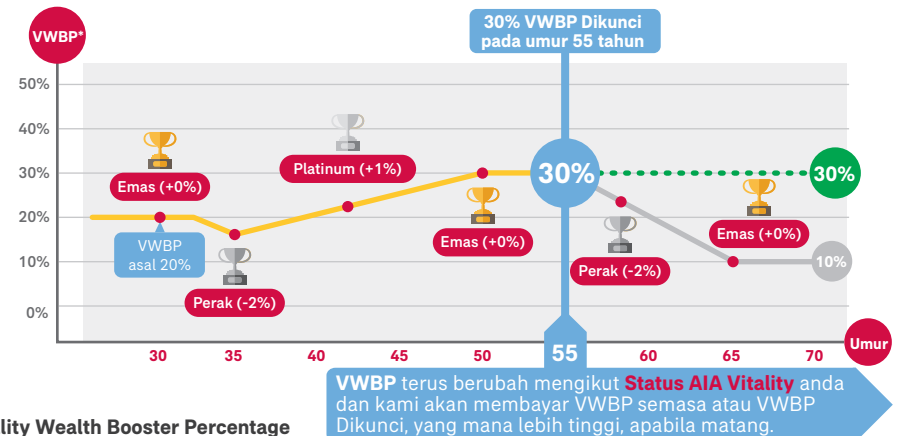 VWBP*
30% VWBP Dikunci
pada umur 55 tahun
50%
40%
30%
20%
10%
0%
Emas (+0%)
VWBP
asal 20%
Perak (-2%)
Platinum (+1%)
Emas (+0%)
30%
Perak (-2%)
Emas (+0%)
30%
10%
30
35
40
45
50
55
60
65
70
Umur
VWBP terus berubah mengikut Status AIA Vitality anda
dan kami akan membayar VWBP semasa atau VWBP
Dikunci, yang mana lebih tinggi, apabila matang.
lity Wealth Booster Percentage